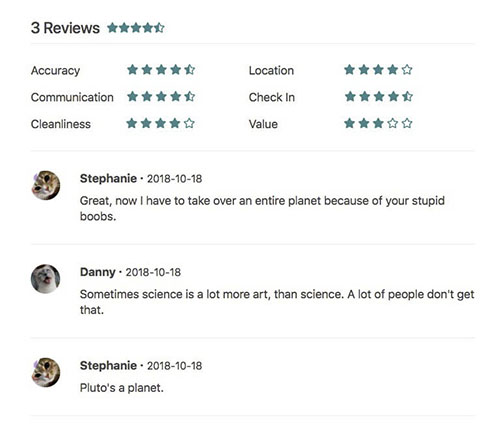 3 Reviews
Accuracy
Location
Communication
Check In
Cleanliness
Value
Stephanie · 2018-10-18
Great, now I have to take over an entire planet because of your stupid
boobs.
Danny · 2018-10-18
Sometimes science is a lot more art, than science. A lot of people don't get
that.
Stephanie · 2018-10-18
Pluto's a planet.